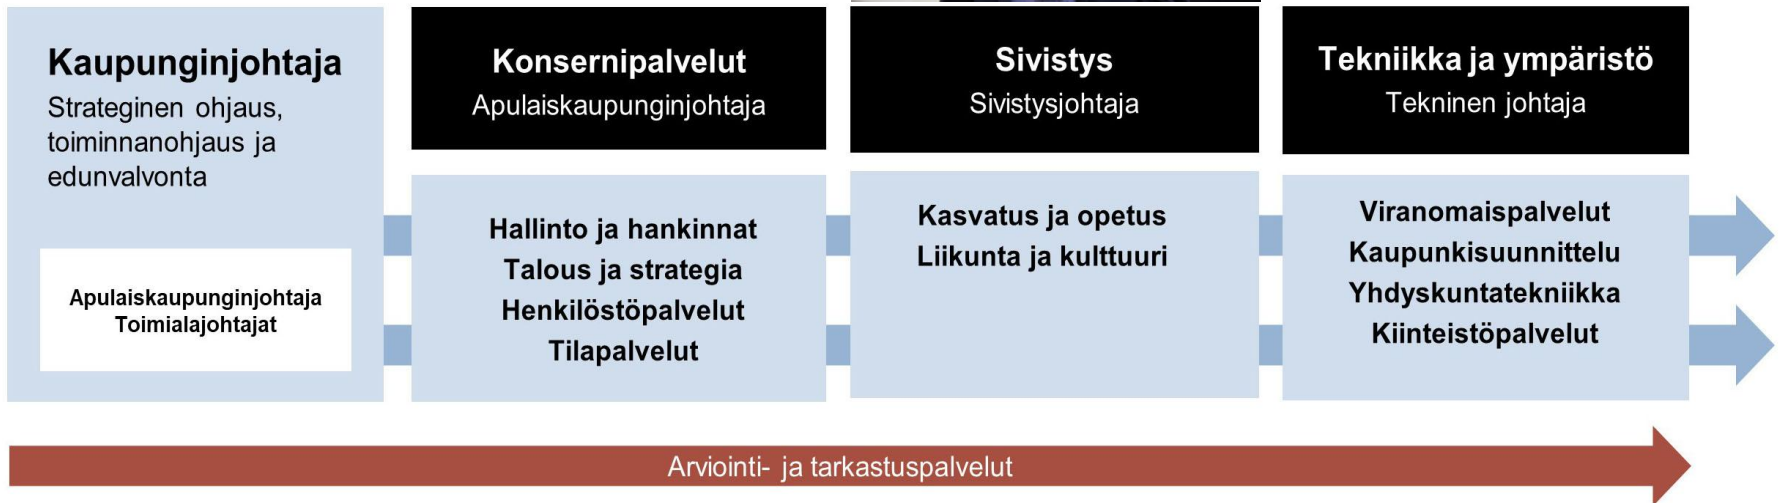 Kaupunginjohtaja
Strateginen ohjaus,
toiminnanohjaus ja
edunvalvonta
Apulaiskaupunginjohtaja
Toimialajohtajat
Konsernipalvelut
Apulaiskaupunginjohtaja
Hallinto ja hankinnat
Talous ja strategia
Henkilöstöpalvelut
Tilapalvelut
Sivistys
Sivistysjohtaja
Kasvatus ja opetus
Liikunta ja kulttuuri
Tekniikka ja ympäristö
Tekninen johtaja
Viranomaispalvelut
Kaupunkisuunnittelu
Yhdyskuntatekniikka
Kiinteistöpalvelut
Arviointi- ja tarkastuspalvelut